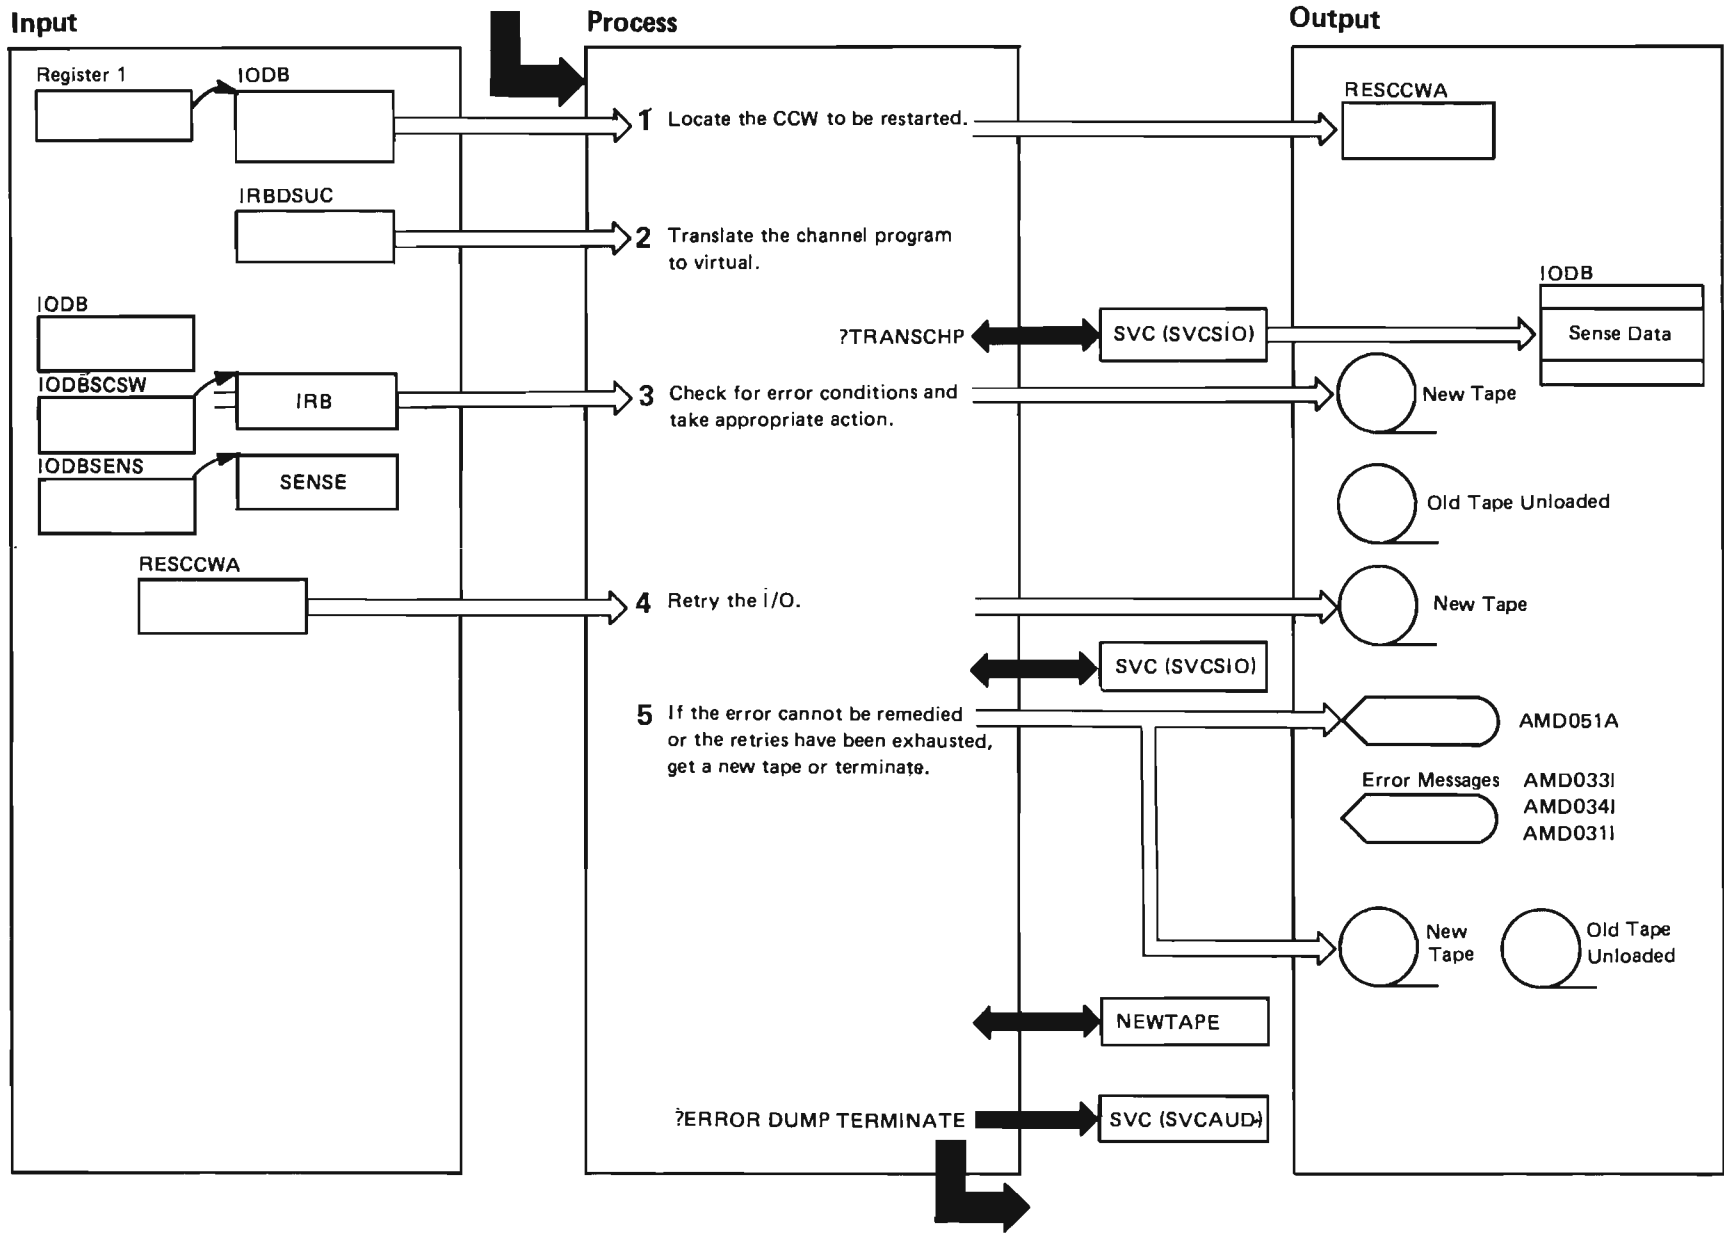 Input
Process
Output
Register 1
IODB
1 Locate the CCW to be restarted.
RESCCWA
IRBDSUC
2 Translate the channel program
to virtual.
IODB
IODB
?TRANSCHP
SVC (SVCSIO)
Sense Data
IODBSCSW
IRB
3 Check for error conditions and
take appropriate action.
New Tape
IODBSENS
SENSE
Old Tape Unloaded
RESCCWA
4 Retry the I/O.
New Tape
SVC (SVCSIO)
5 If the error cannot be remedied
or the retries have been exhausted,
get a new tape or terminate.
AMD051A
Error Messages AMD033I
AMD034I
AMD031I
New
Tape
Old Tape
Unloaded
NEWTAPE
?ERROR DUMP TERMINATE
SVC (SVCAUD)